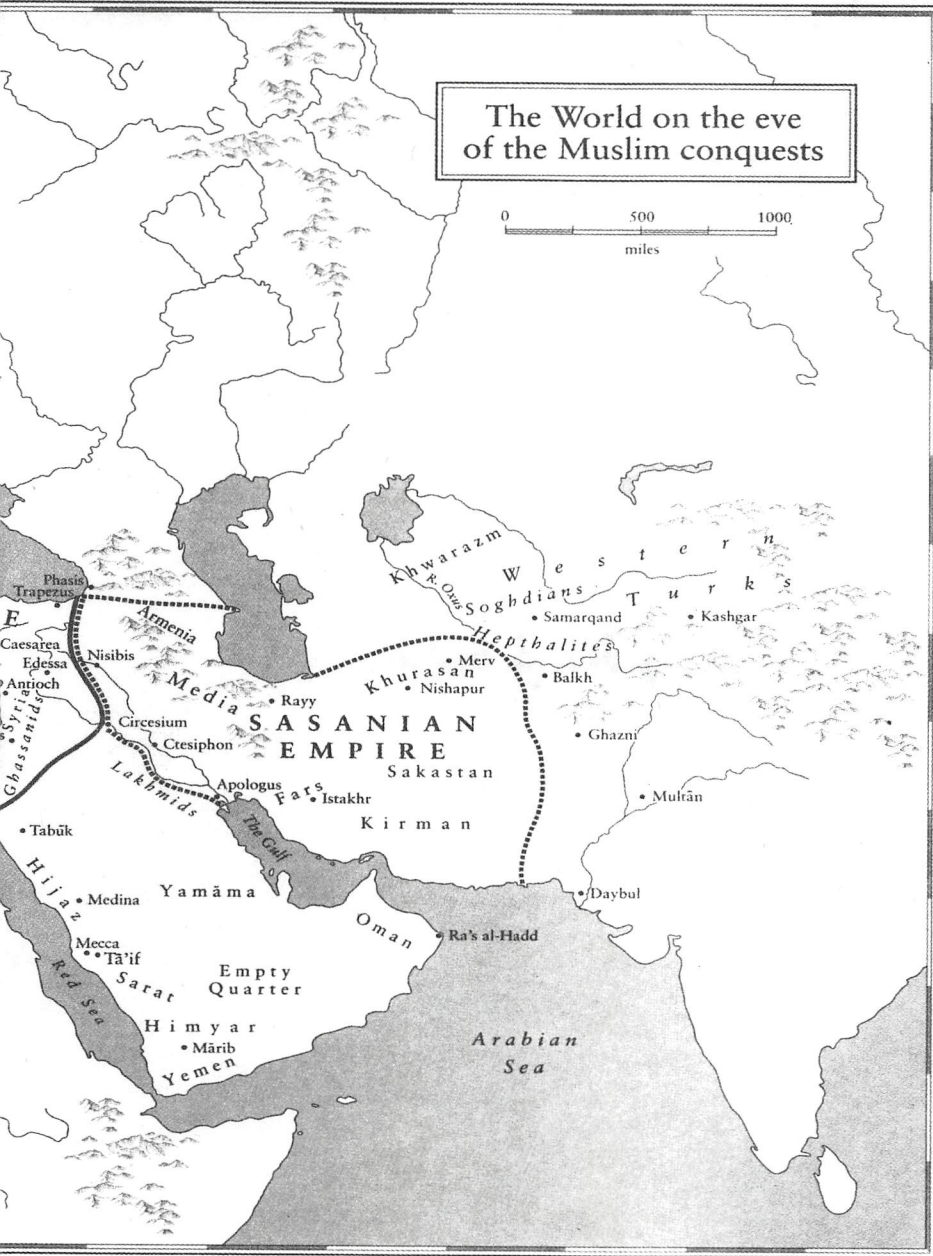 The World on the eve
of the Muslim conquests
0 500 1000
miles
Khwarazm
R. Oxus
Western
Turks
Soghdians
Samarqand
Kashgar
Hepthalites
Phasis
Trapezus
E
Armenia
Caesarea
Edessa
Nisibis
Antioch
Syria
Ghassanids
s
Media
Rayy
Khurasan
Merv
Nishapur
Balkh
SASANIAN
EMPIRE
Ghazni
Circesium
Ctesiphon
Sakastan
Lakhmids
Apologus
Fars
Istakhr
Multān
Kirman
The Gulf
Tabūk
Hijaz
Medina
Yamāma
Daybul
Oman
Ra's al-Hadd
Mecca
Tā'if
Sarat
Empty
Quarter
Red Sea
Himyar
Mārib
Yemen
Arabian
Sea